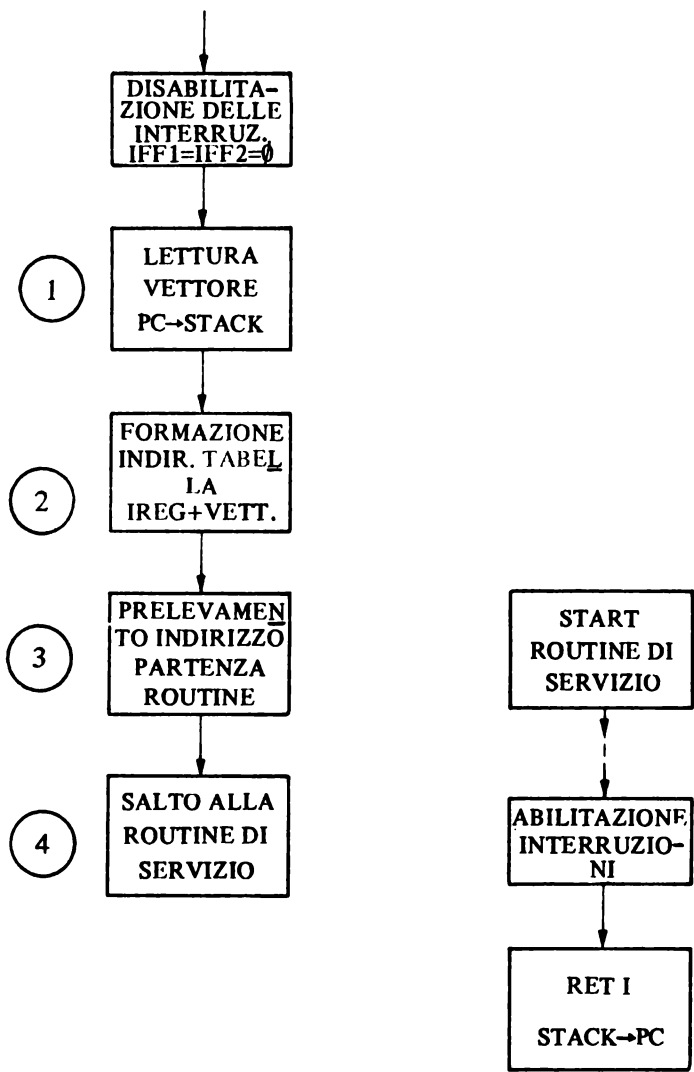 DISABILITA-
ZIONE DELLE
INTERRUZ.
IFF1=IFF2=0
1
LETTURA
VETTORE
PC→STACK
2
FORMAZIONE
INDIR. TABEL
LA
IREG+VETT.
3
PRELEVAMEN
TO INDIRIZZO
PARTENZA
ROUTINE
4
SALTO ALLA
ROUTINE DI
SERVIZIO
START
ROUTINE DI
SERVIZIO
ABILITAZIONE
INTERRUZIO-
NI
RET I
STACK→PC